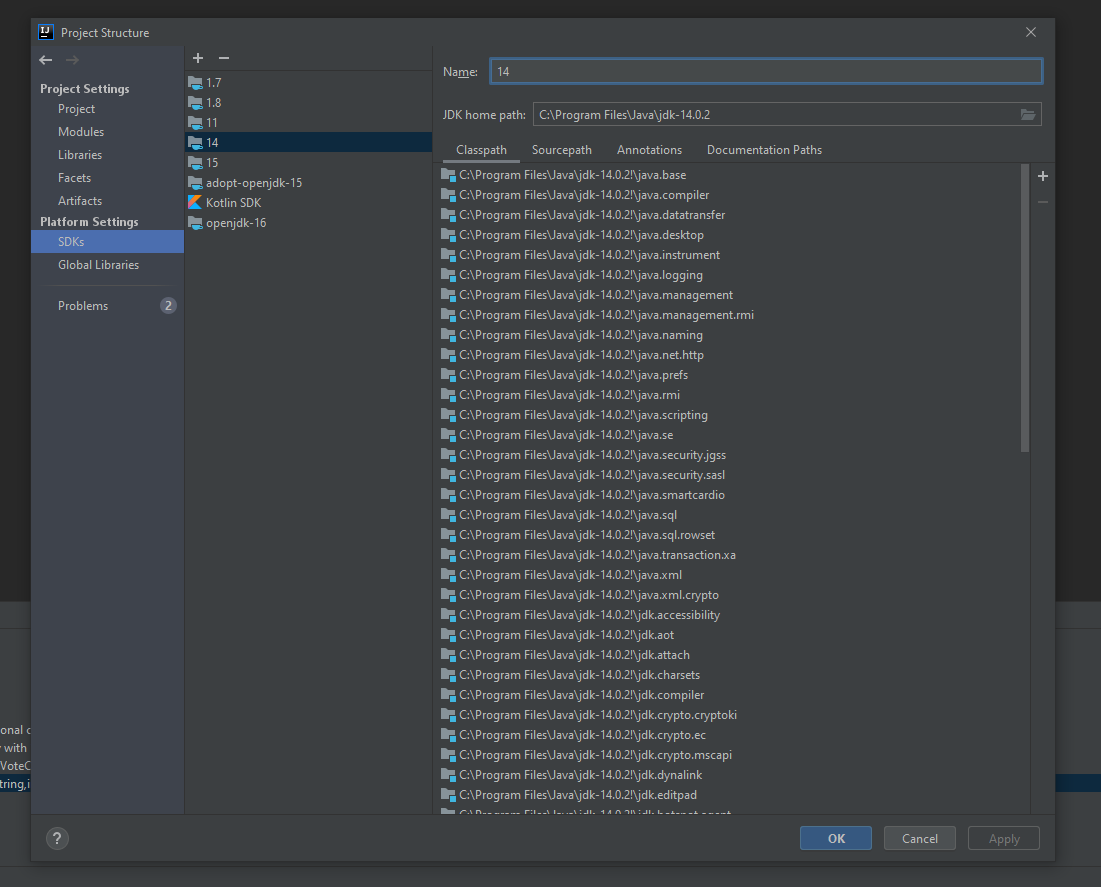 Project Structure
Project Settings
Project
Modules
Libraries
Facets
Artifacts
Platform Settings
SDKs
Global Libraries
Problems 2
1.7
1.8
11
14
15
adopt-openjdk-15
Kotlin SDK
openjdk-16
Name: 14
JDK home path: C:\Program Files\Java\jdk-14.0.2
Classpath Sourcepath Annotations Documentation Paths
C:\Program Files\Java\jdk-14.0.2!\java.base
C:\Program Files\Java\jdk-14.0.2!\java.compiler
C:\Program Files\Java\jdk-14.0.2!\java.datatransfer
C:\Program Files\Java\jdk-14.0.2!\java.desktop
C:\Program Files\Java\jdk-14.0.2!\java.instrument
C:\Program Files\Java\jdk-14.0.2!\java.logging
C:\Program Files\Java\jdk-14.0.2!\java.management
C:\Program Files\Java\jdk-14.0.2!\java.management.rmi
C:\Program Files\Java\jdk-14.0.2!\java.naming
C:\Program Files\Java\jdk-14.0.2!\java.net.http
C:\Program Files\Java\jdk-14.0.2!\java.prefs
C:\Program Files\Java\jdk-14.0.2!\java.rmi
C:\Program Files\Java\jdk-14.0.2!\java.scripting
C:\Program Files\Java\jdk-14.0.2!\java.se
C:\Program Files\Java\jdk-14.0.2!\java.security.jgss
C:\Program Files\Java\jdk-14.0.2!\java.security.sasl
C:\Program Files\Java\jdk-14.0.2!\java.smartcardio
C:\Program Files\Java\jdk-14.0.2!\java.sql
C:\Program Files\Java\jdk-14.0.2!\java.sql.rowset
C:\Program Files\Java\jdk-14.0.2!\java.transaction.xa
C:\Program Files\Java\jdk-14.0.2!\java.xml
C:\Program Files\Java\jdk-14.0.2!\java.xml.crypto
C:\Program Files\Java\jdk-14.0.2!\jdk.accessibility
C:\Program Files\Java\jdk-14.0.2!\jdk.aot
C:\Program Files\Java\jdk-14.0.2!\jdk.attach
C:\Program Files\Java\jdk-14.0.2!\jdk.charsets
C:\Program Files\Java\jdk-14.0.2!\jdk.compiler
C:\Program Files\Java\jdk-14.0.2!\jdk.crypto.cryptoki
C:\Program Files\Java\jdk-14.0.2!\jdk.crypto.ec
C:\Program Files\Java\jdk-14.0.2!\jdk.crypto.mscapi
C:\Program Files\Java\jdk-14.0.2!\jdk.dynalink
C:\Program Files\Java\jdk-14.0.2!\jdk.editpad
onal
with
VoteC
tring,i
? OK Cancel Apply